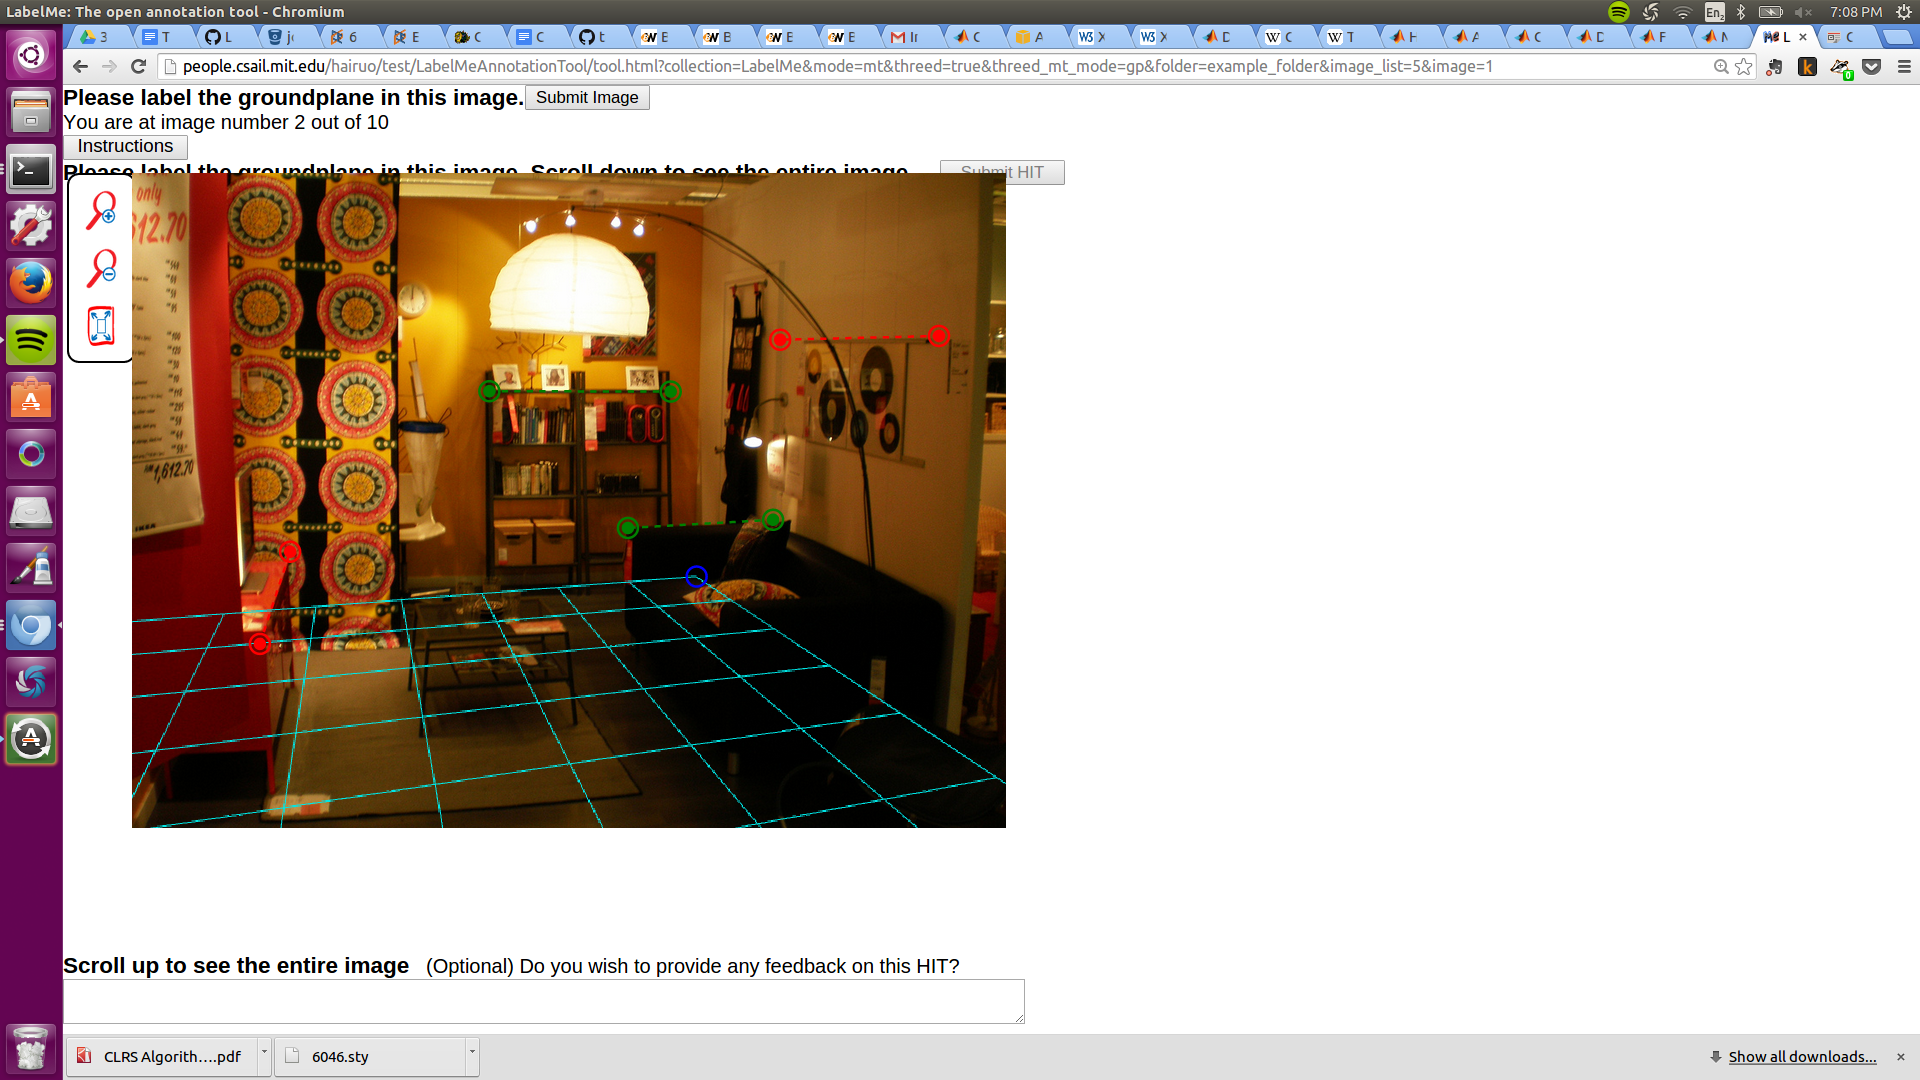 LabelMe: The open annotation tool - Chromium
En2
7:08 PM
3
T
L
6
E
C
C
t
E
B
E
E
C
A
X
X
D
C
T
H
A
C
D
F
L
C
people.csail.mit.edu/hairuo/test/LabelMeAnnotationTool/tool.html?collection=LabelMe&mode=mt&threed=true&threed_mt_mode=gp&folder=example_folder&image_list=5&image=1
0
Please label the groundplane in this image.
Submit Image
You are at image number 2 out of 10
Instructions
Please label the groundplane in this image. Scroll down to see the entire image.
Submit HIT
only
612.70
1,612.70
IKEA
Scroll up to see the entire image (Optional) Do you wish to provide any feedback on this HIT?
CLRS Algorith....pdf
6046.sty
Show all downloads...